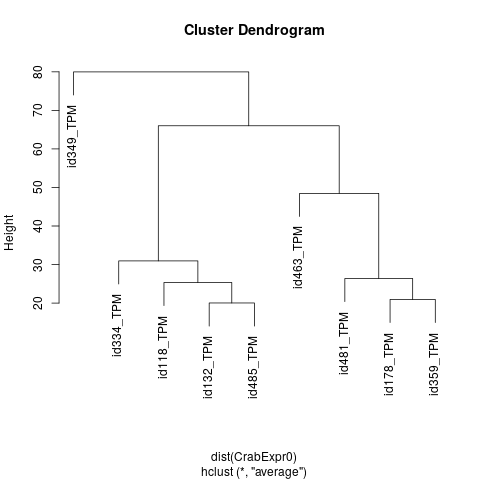 Cluster Dendrogram
Height
80
70
60
50
40
30
20
id349_TPM
id334_TPM
id118_TPM
id132_TPM
id485_TPM
id463_TPM
id481_TPM
id178_TPM
id359_TPM
dist(CrabExpr0)
hclust (*, "average")